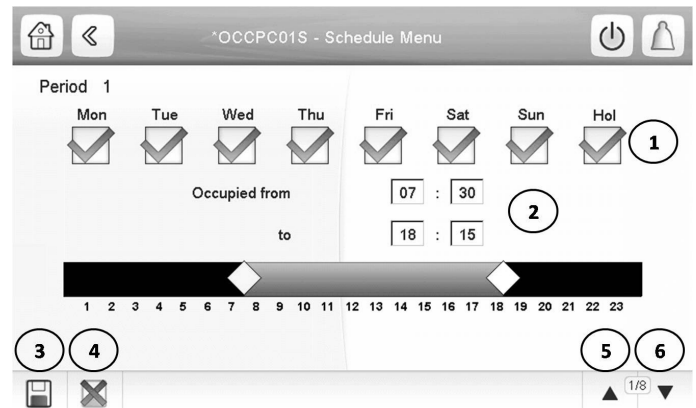 *OCCPC01S - Schedule Menu
Period 1
Mon Tue Wed Thu Fri Sat Sun Hol
1
Occupied from 07 : 30
2
to 18 : 15
1 2 3 4 5 6 7 8 9 10 11 12 13 14 15 16 17 18 19 20 21 22 23
3 4 5 6
1/8